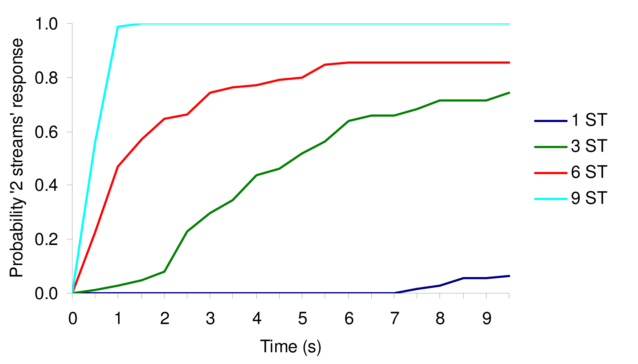 Probability '2 streams' response
1.0
0.8
0.6
0.4
0.2
0.0
0 1 2 3 4 5 6 7 8 9
Time (s)
1 ST
3 ST
6 ST
9 ST